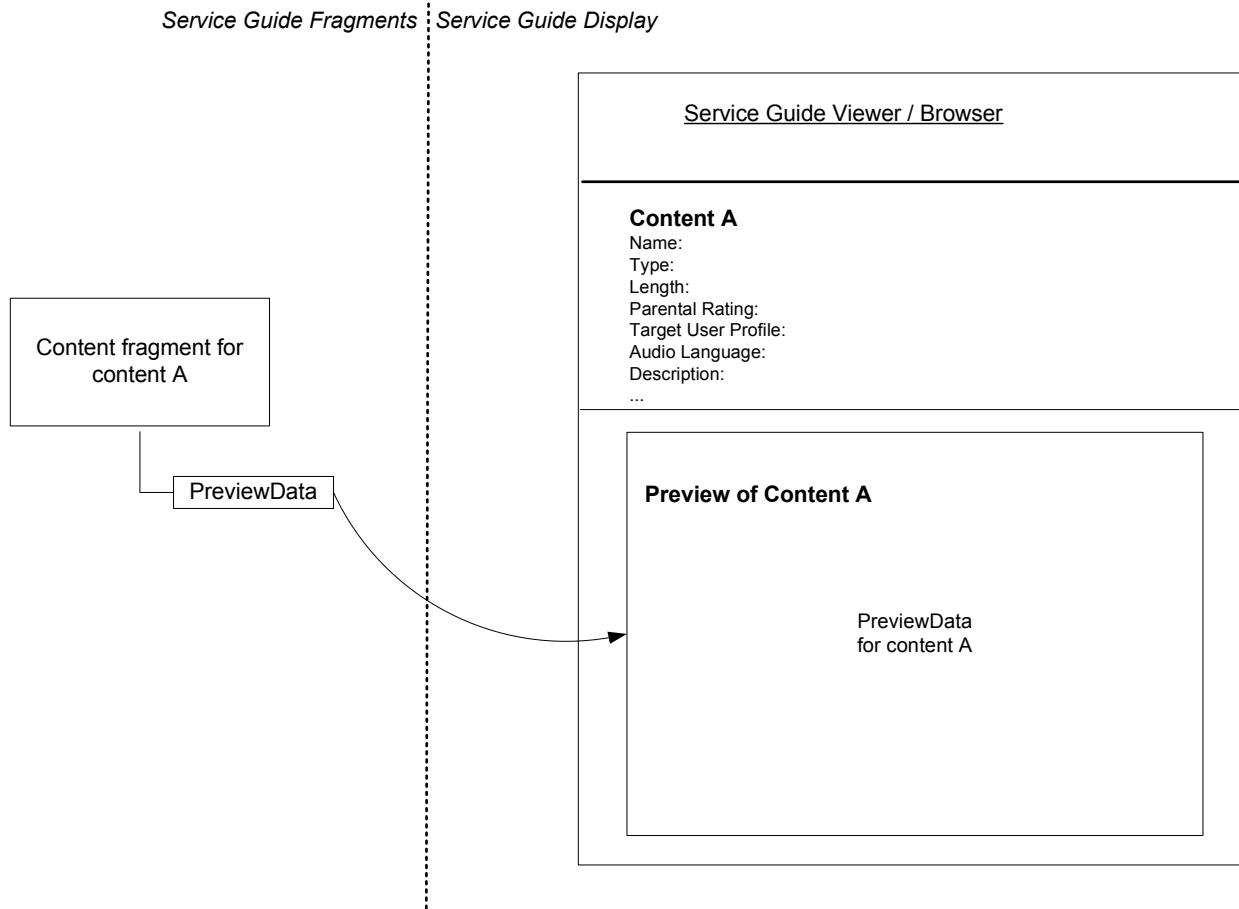 Service Guide Fragments
Service Guide Display
Service Guide Viewer / Browser
Content A
Name:
Type:
Length:
Parental Rating:
Target User Profile:
Audio Language:
Description:
...
Content fragment for
content A
PreviewData
Preview of Content A
PreviewData
for content A